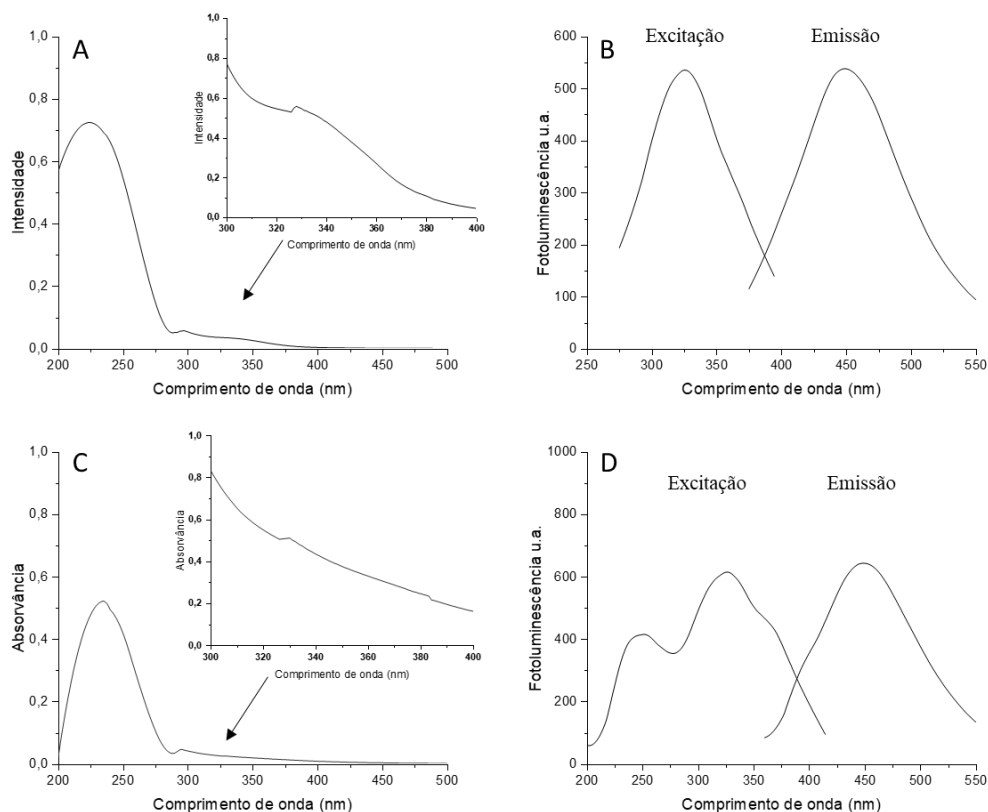 A
Intensidade
1,0
0,8
0,6
0,4
0,2
0,0
200 250 300 350 400 450 500
Comprimento de onda (nm)
Intensidade
1,0
0,8
0,6
0,4
0,2
0,0
300 320 340 360 380 400
Comprimento de onda (nm)
B
Excitação Emissão
Fotoluminescência u.a.
600
500
400
300
200
100
0
250 300 350 400 450 500 550
Comprimento de onda (nm)
C
Absorvância
1,0
0,8
0,6
0,4
0,2
0,0
200 250 300 350 400 450 500
Comprimento de onda (nm)
Absorvância
1,0
0,8
0,6
0,4
0,2
0,0
300 320 340 360 380 400
Comprimento de onda (nm)
D
Excitação Emissão
Fotoluminescência u.a.
1000
800
600
400
200
0
200 250 300 350 400 450 500 550
Comprimento de onda (nm)